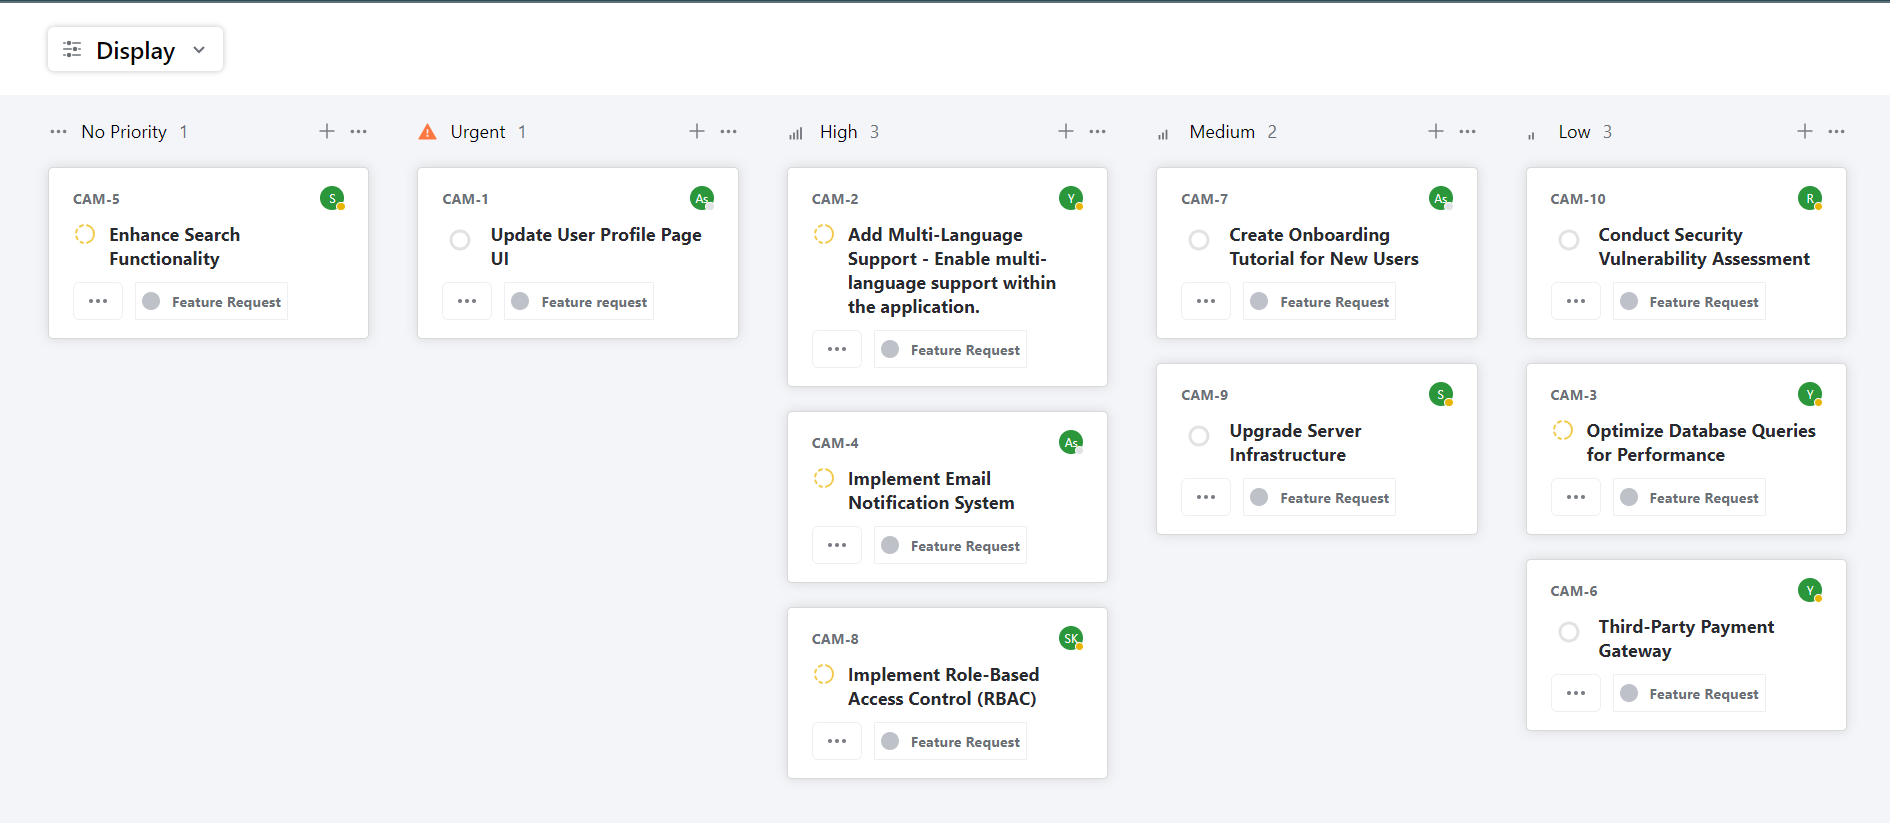 Display
No Priority 1
CAM-5 S
Enhance Search
Functionality
Feature Request
Urgent 1
CAM-1 As
Update User Profile Page
UI
Feature request
High 3
CAM-2 Y
Add Multi-Language
Support - Enable multi-
language support within
the application.
Feature Request
CAM-4 As
Implement Email
Notification System
Feature Request
CAM-8 SK
Implement Role-Based
Access Control (RBAC)
Feature Request
Medium 2
CAM-7 As
Create Onboarding
Tutorial for New Users
Feature Request
CAM-9 S
Upgrade Server
Infrastructure
Feature Request
Low 3
CAM-10 R
Conduct Security
Vulnerability Assessment
Feature Request
CAM-3 Y
Optimize Database Queries
for Performance
Feature Request
CAM-6 Y
Third-Party Payment
Gateway
Feature Request